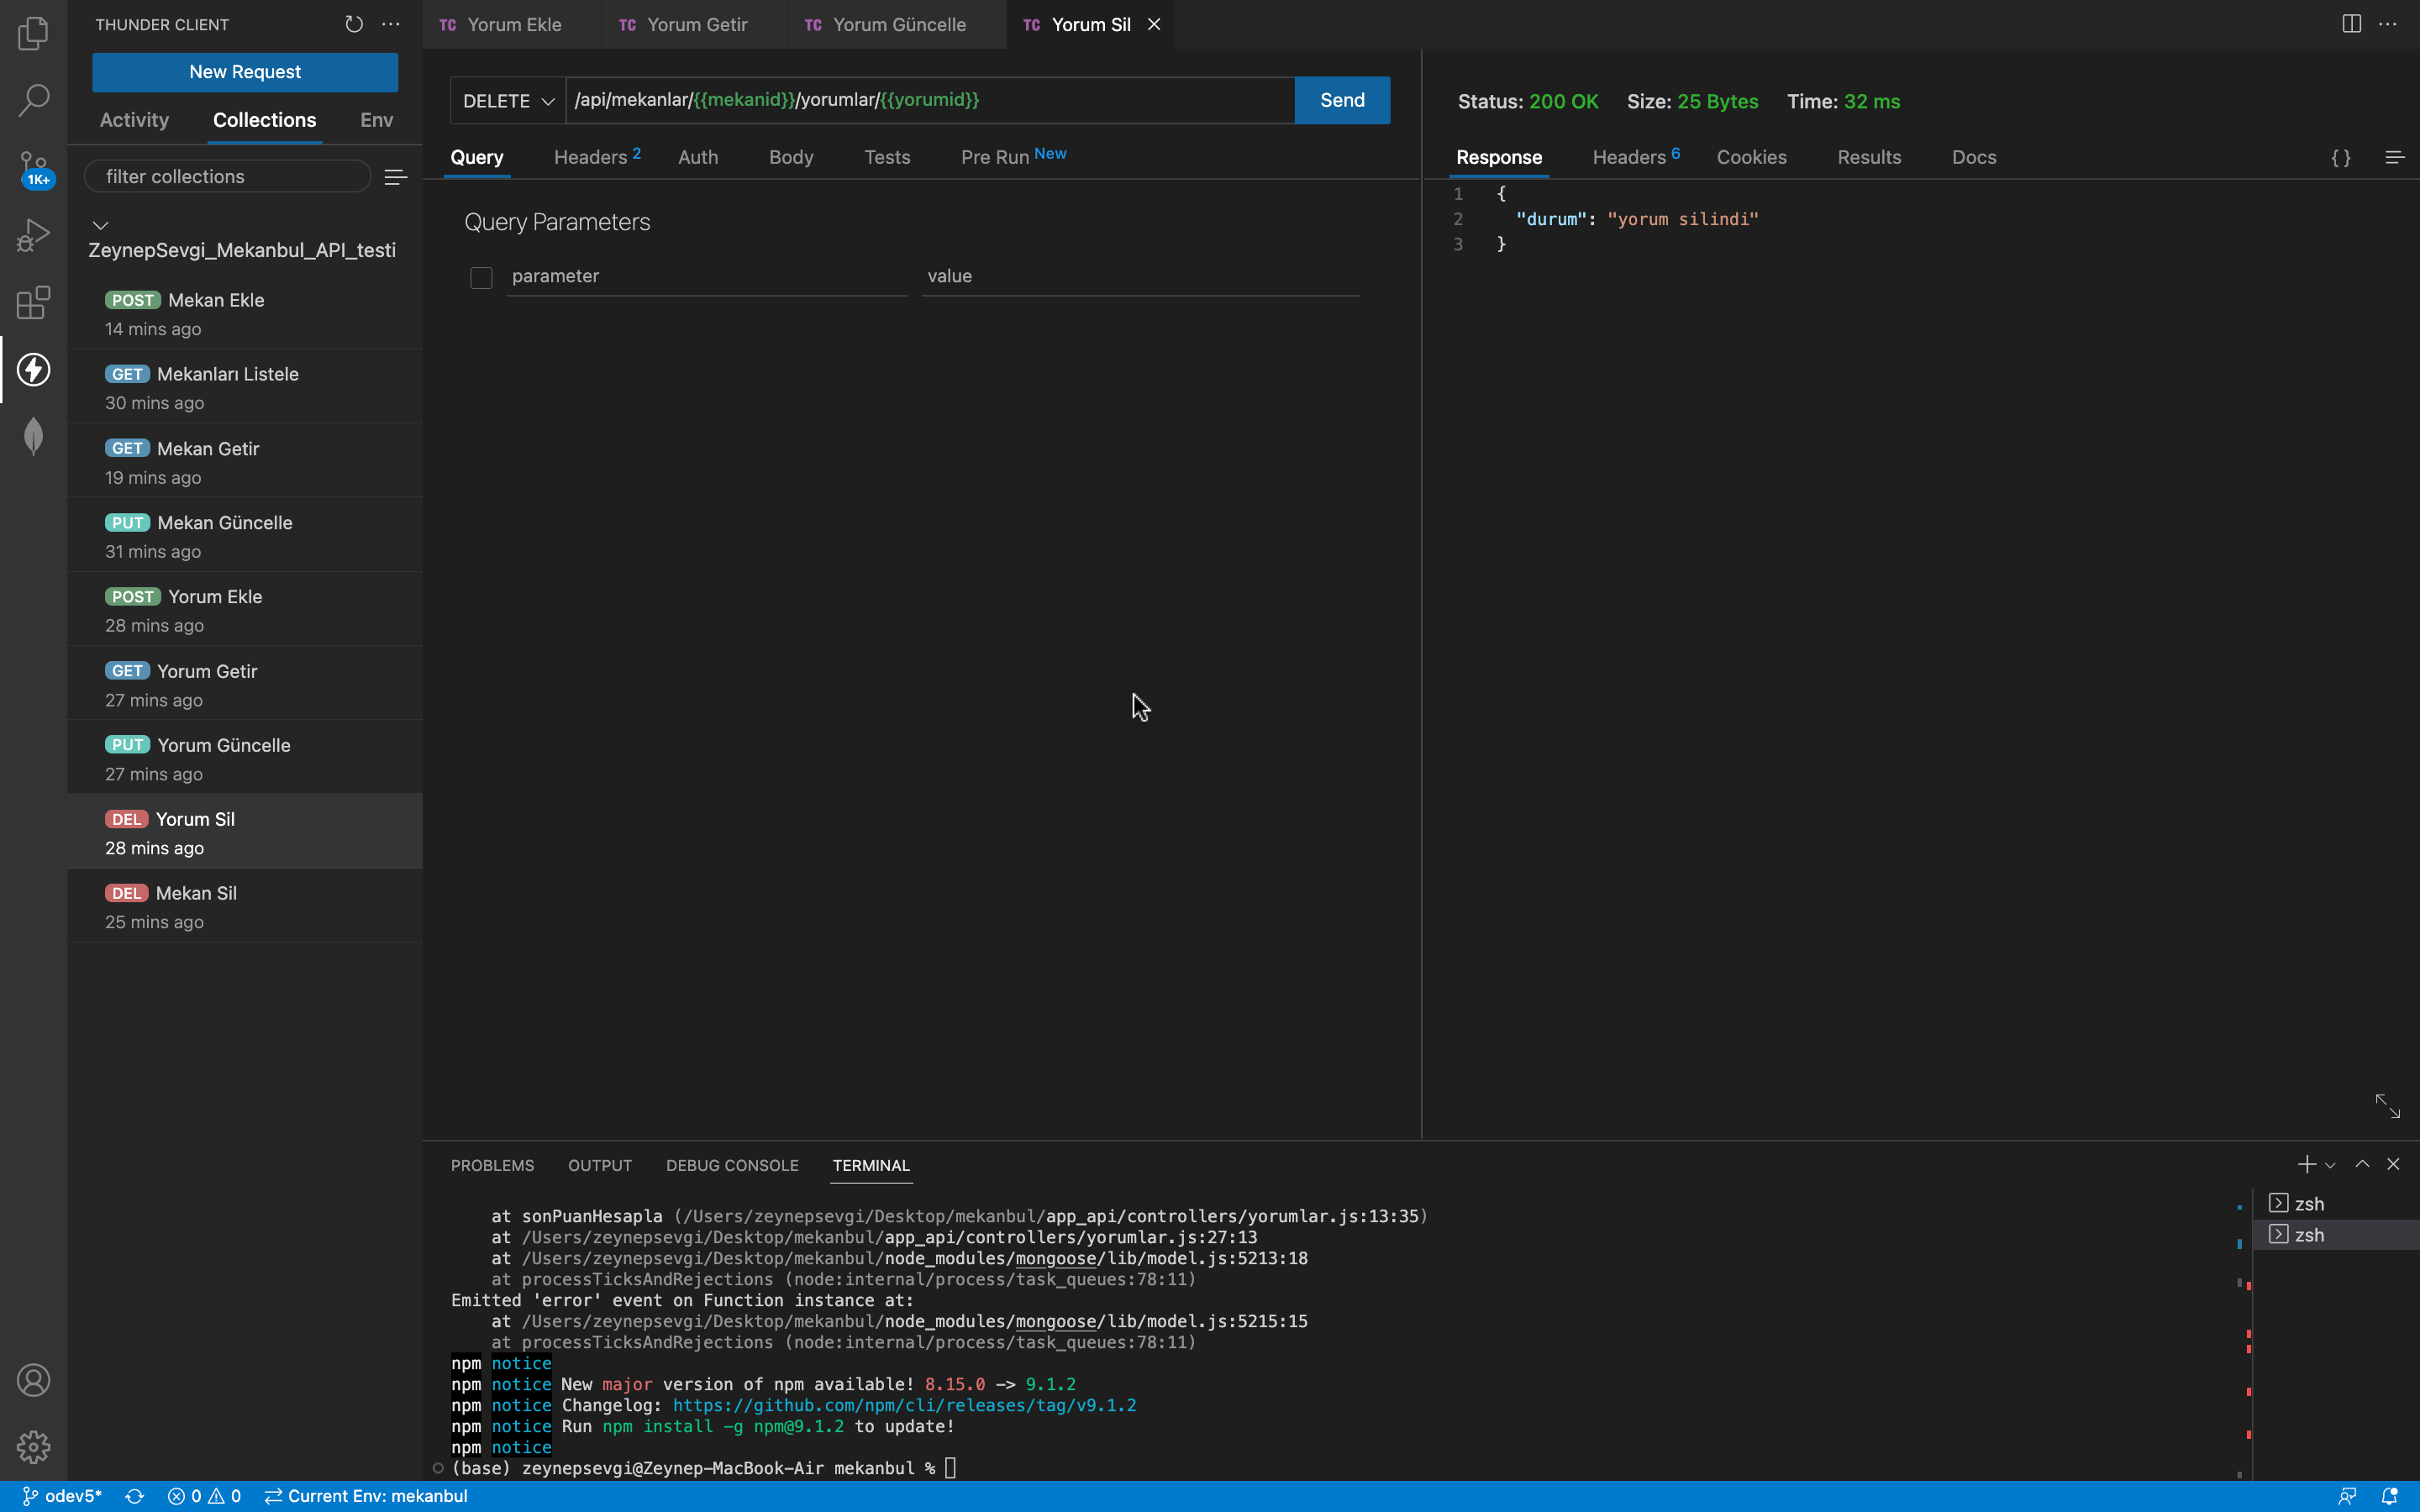 THUNDER CLIENT
New Request
Activity Collections Env
filter collections
ZeynepSevgi_Mekanbul_API_testi
POST Mekan Ekle
14 mins ago
GET Mekanları Listele
30 mins ago
GET Mekan Getir
19 mins ago
PUT Mekan Güncelle
31 mins ago
POST Yorum Ekle
28 mins ago
GET Yorum Getir
27 mins ago
PUT Yorum Güncelle
27 mins ago
DEL Yorum Sil
28 mins ago
DEL Mekan Sil
25 mins ago
1K+
TC Yorum Ekle TC Yorum Getir TC Yorum Güncelle TC Yorum Sil
DELETE /api/mekanlar/{{mekanid}}/yorumlar/{{yorumid}} Send
Query Headers 2 Auth Body Tests Pre Run New
Query Parameters
parameter value
Status: 200 OK Size: 25 Bytes Time: 32 ms
Response Headers 6 Cookies Results Docs {}
1 {
2 "durum": "yorum silindi"
3 }
PROBLEMS OUTPUT DEBUG CONSOLE TERMINAL
at sonPuanHesapla (/Users/zeynepsevgi/Desktop/mekanbul/app_api/controllers/yorumlar.js:13:35)
at /Users/zeynepsevgi/Desktop/mekanbul/app_api/controllers/yorumlar.js:27:13
at /Users/zeynepsevgi/Desktop/mekanbul/node_modules/mongoose/lib/model.js:5213:18
at processTicksAndRejections (node:internal/process/task_queues:78:11)
Emitted 'error' event on Function instance at:
at /Users/zeynepsevgi/Desktop/mekanbul/node_modules/mongoose/lib/model.js:5215:15
at processTicksAndRejections (node:internal/process/task_queues:78:11)
npm notice
npm notice New major version of npm available! 8.15.0 -> 9.1.2
npm notice Changelog: https://github.com/npm/cli/releases/tag/v9.1.2
npm notice Run npm install -g npm@9.1.2 to update!
npm notice
(base) zeynepsevgi@Zeynep-MacBook-Air mekanbul %
zsh
zsh
odev5* 0 0 Current Env: mekanbul